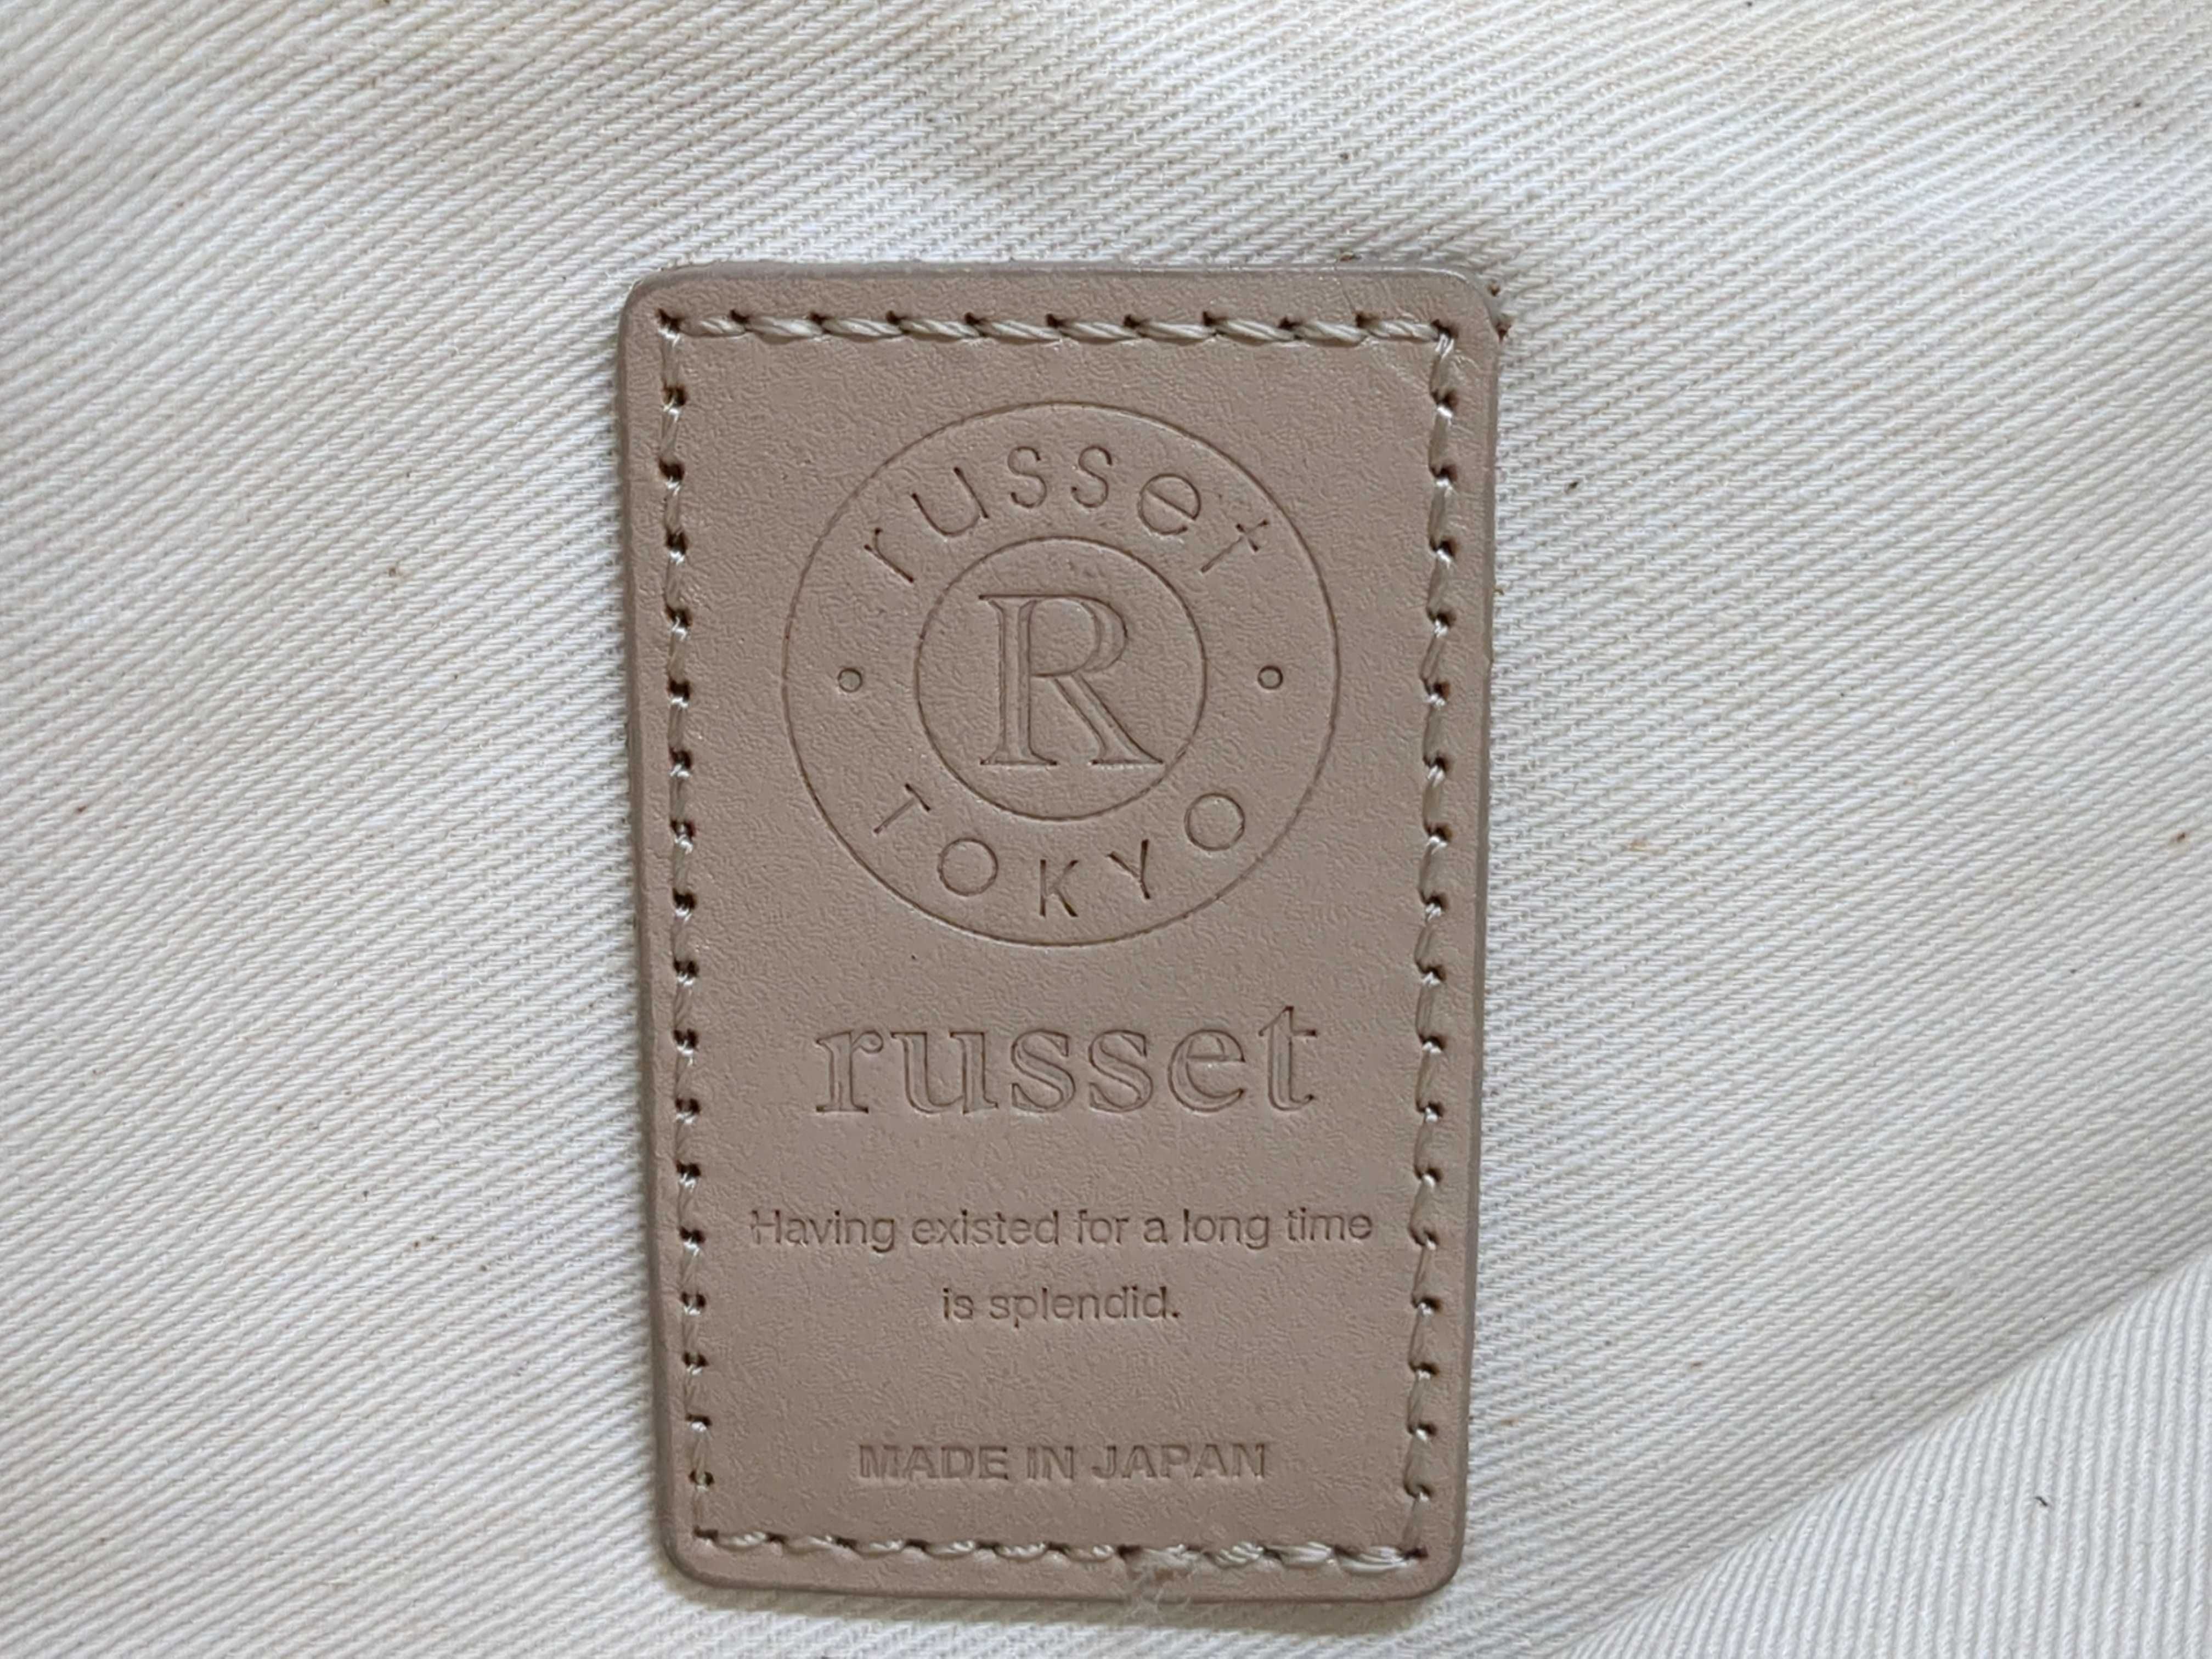 russet
R
TOKYO
russet
Having existed for a long time
is splendid.
MADE IN JAPAN